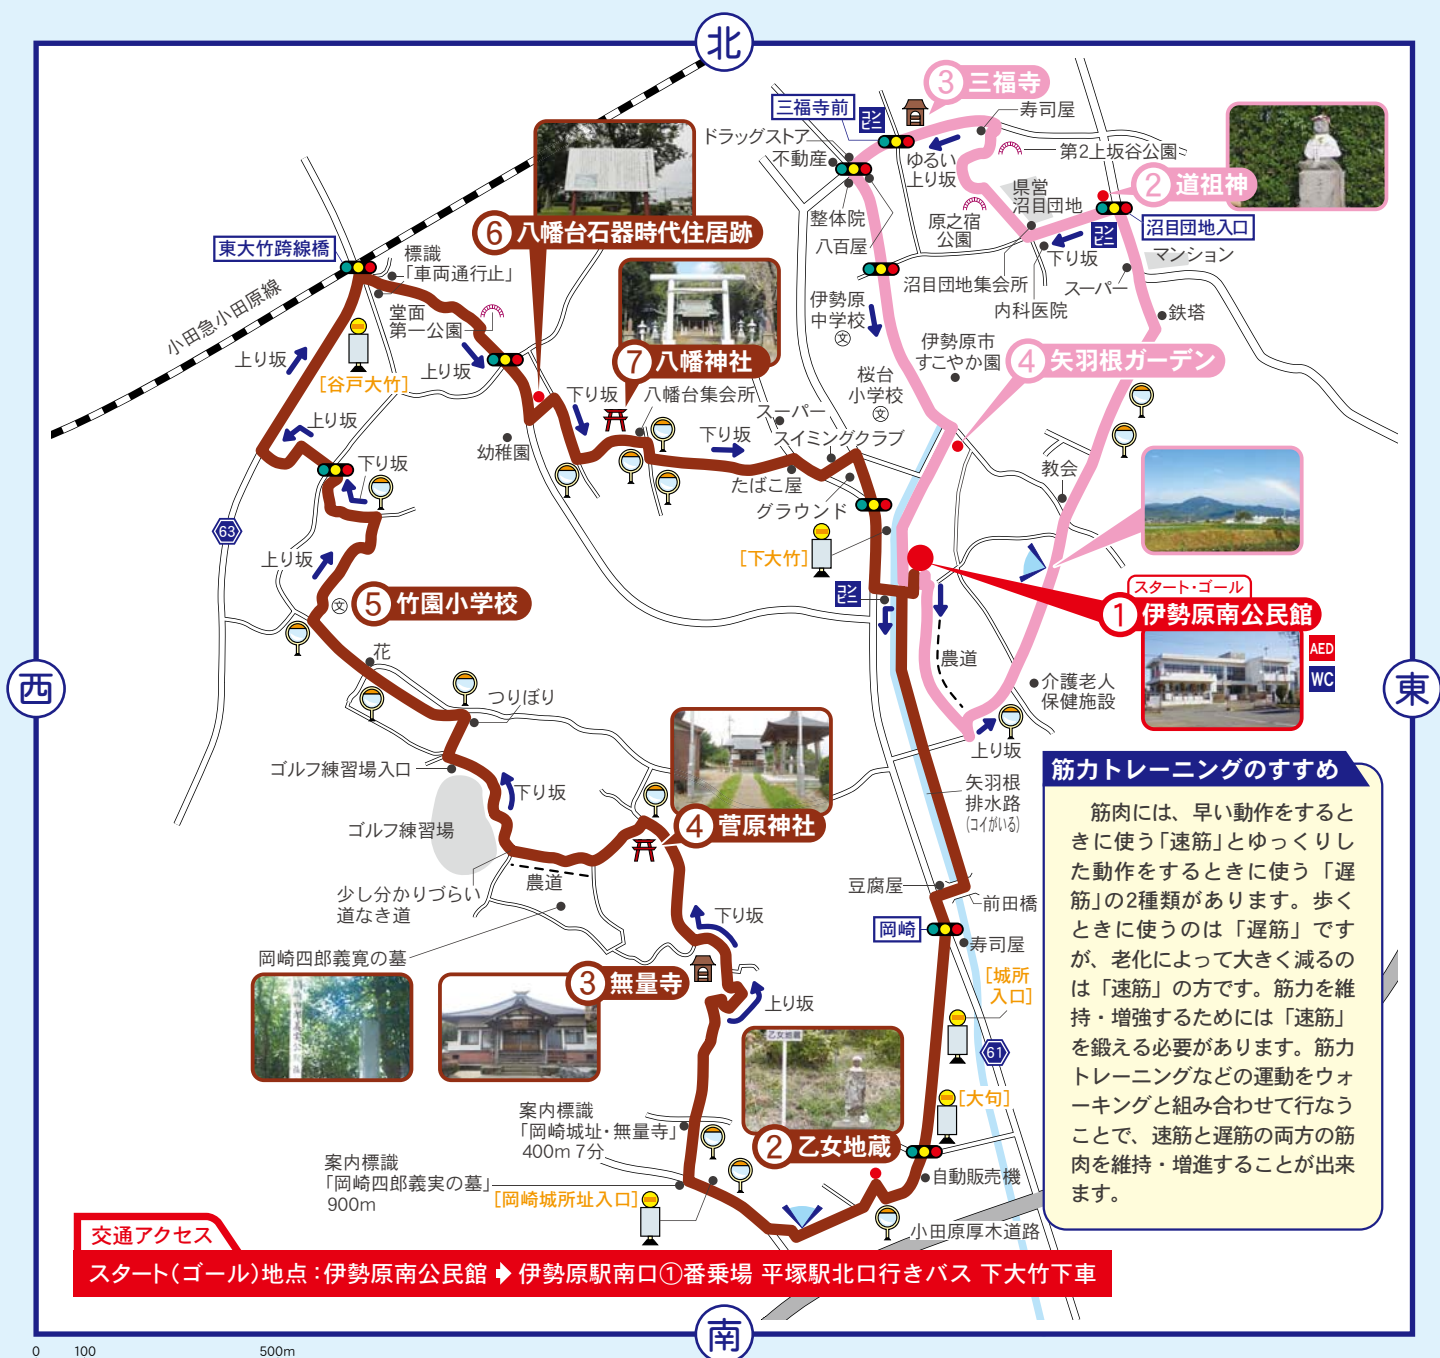 北
③ 三福寺
三福寺前
コンビニ
寿司屋
ドラッグストア
不動産
ゆるい
上り坂
第2上坂谷公園
県営
沼目団地
② 道祖神
整体院
八百屋
原之宿
公園
コンビニ
沼目団地入口
下り坂
マンション
⑥ 八幡台石器時代住居跡
東大竹跨線橋
標識
「車両通行止」
沼目団地集会所
スーパー
内科医院
小田急小田原線
堂面
第一公園
伊勢原
中学校
文
鉄塔
伊勢原市
すこやか園
④ 矢羽根ガーデン
上り坂
[谷戸大竹]
上り坂
⑦ 八幡神社
下り坂
八幡台集会所
桜台
小学校
文
スーパー
上り坂
幼稚園
下り坂
スイミングクラブ
下り坂
たばこ屋
教会
グラウンド
63
[下大竹]
上り坂
コンビニ
スタート・ゴール
① 伊勢原南公民館
AED
WC
文
⑤ 竹園小学校
花
農道
介護老人
保健施設
西
東
つりぼり
上り坂
ゴルフ練習場入口
下り坂
矢羽根
排水路
(コイがいる)
ゴルフ練習場
④ 菅原神社
少し分かりづらい
道なき道
農道
豆腐屋
前田橋
下り坂
岡崎
寿司屋
岡崎四郎義寛の墓
③ 無量寺
[城所
入口]
上り坂
61
乙女地蔵
[大句]
案内標識
「岡崎城址・無量寺」
400m 7分
② 乙女地蔵
案内標識
「岡崎四郎義実の墓」
900m
[岡崎城所址入口]
自動販売機
小田原厚木道路
筋力トレーニングのすすめ
筋肉には、早い動作をすると
きに使う「速筋」とゆっくりし
た動作をするときに使う「遅
筋」の2種類があります。歩く
ときに使うのは「遅筋」です
が、老化によって大きく減るの
は「速筋」の方です。筋力を維
持・増強するためには「速筋」
を鍛える必要があります。筋力
トレーニングなどの運動をウォ
ーキングと組み合わせて行なう
ことで、速筋と遅筋の両方の筋
肉を維持・増進することが出来
ます。
交通アクセス
スタート(ゴール)地点:伊勢原南公民館 ➡ 伊勢原駅南口①番乗場 平塚駅北口行きバス 下大竹下車
南
0 100 500m